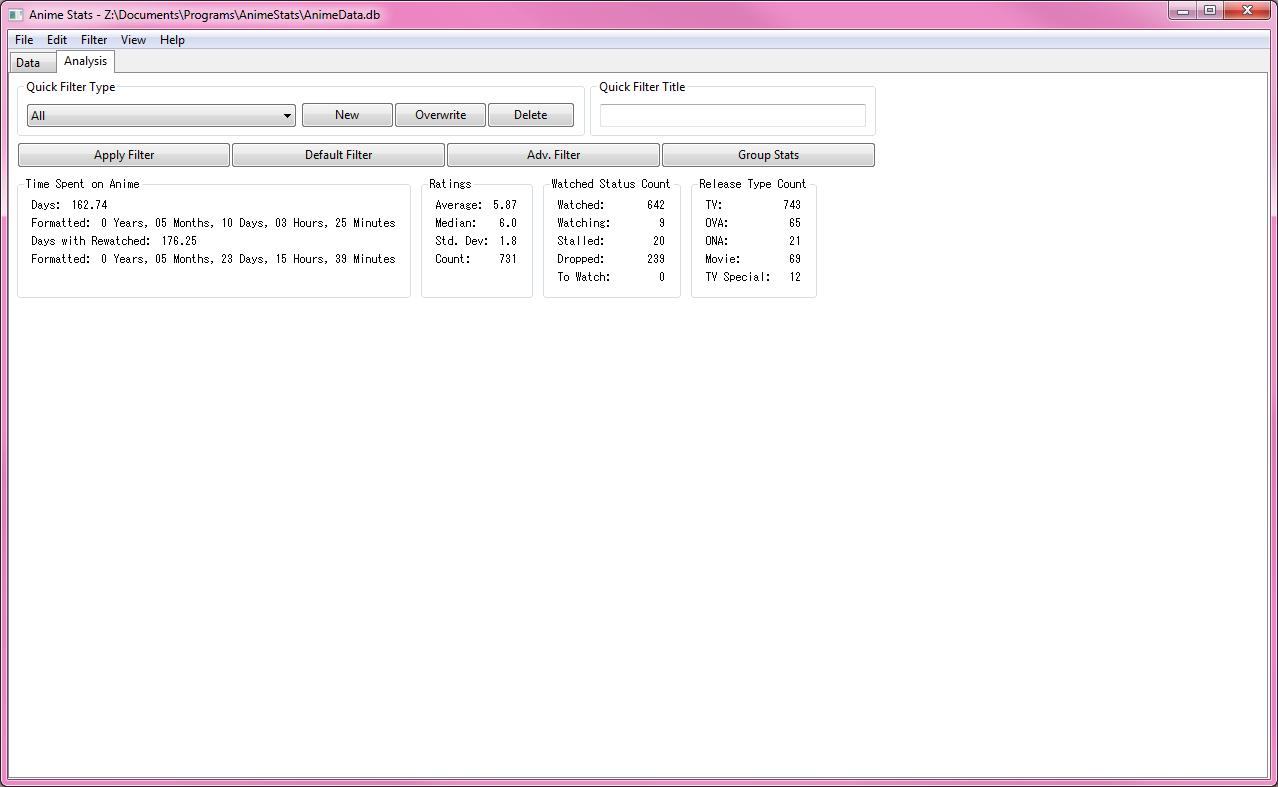 Anime Stats - Z:\Documents\Programs\AnimeStats\AnimeData.db
File Edit Filter View Help
Data Analysis
Quick Filter Type Quick Filter Title
All New Overwrite Delete
Apply Filter Default Filter Adv. Filter Group Stats
Time Spent on Anime
Days: 162.74
Formatted: 0 Years, 05 Months, 10 Days, 03 Hours, 25 Minutes
Days with Rewatched: 176.25
Formatted: 0 Years, 05 Months, 23 Days, 15 Hours, 39 Minutes
Ratings
Average: 5.87
Median: 6.0
Std. Dev: 1.8
Count: 731
Watched Status Count
Watched: 642
Watching: 9
Stalled: 20
Dropped: 239
To Watch: 0
Release Type Count
TV: 743
OVA: 65
ONA: 21
Movie: 69
TV Special: 12